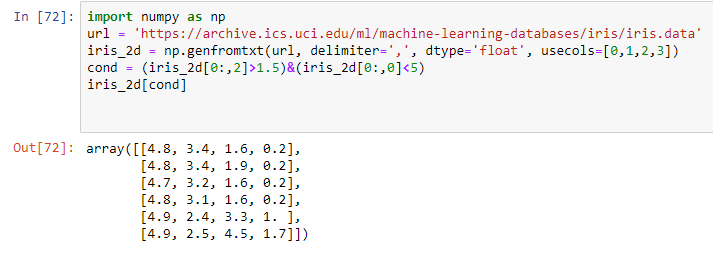 In [72]: import numpy as np
url = 'https://archive.ics.uci.edu/ml/machine-learning-databases/iris/iris.data'
iris_2d = np.genfromtxt(url, delimiter=',', dtype='float', usecols=[0,1,2,3])
cond = (iris_2d[0:,2]>1.5)&(iris_2d[0:,0]<5)
iris_2d[cond]
Out[72]: array([[4.8, 3.4, 1.6, 0.2],
[4.8, 3.4, 1.9, 0.2],
[4.7, 3.2, 1.6, 0.2],
[4.8, 3.1, 1.6, 0.2],
[4.9, 2.4, 3.3, 1. ],
[4.9, 2.5, 4.5, 1.7]])